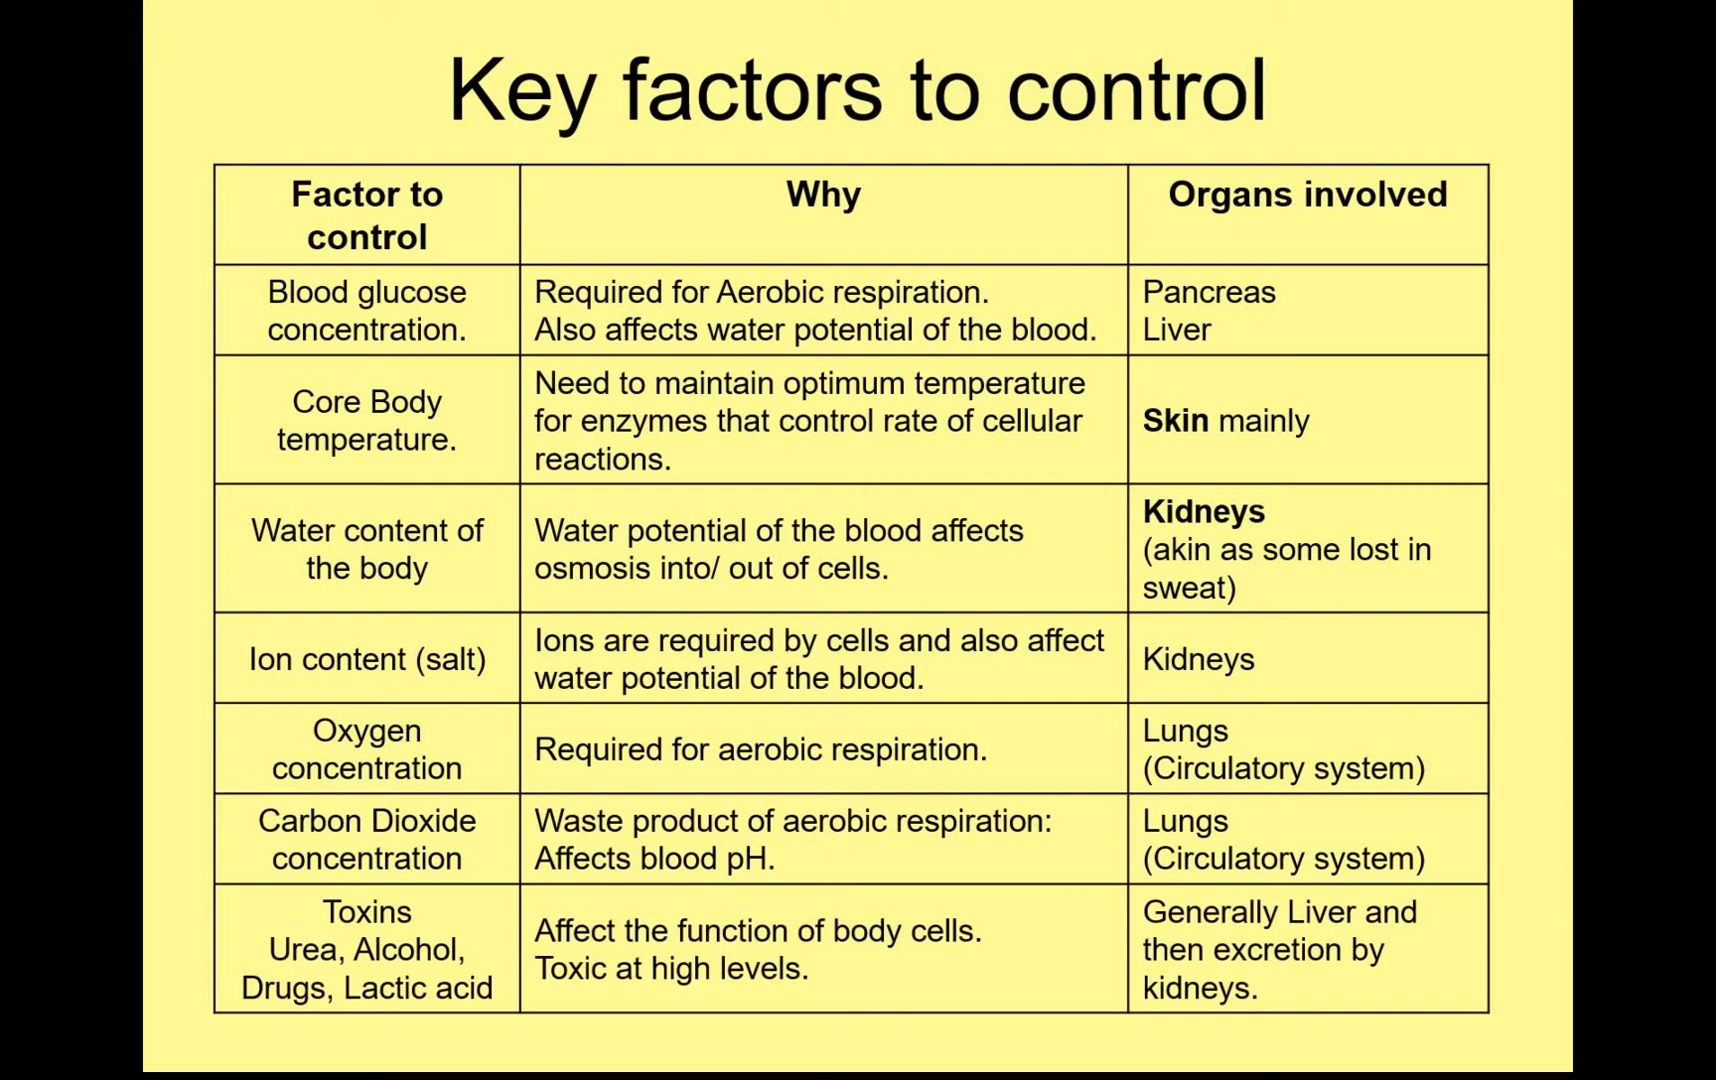 Key factors to control
Factor to
control
Why
Organs involved
Blood glucose
concentration.
Required for Aerobic respiration.
Also affects water potential of the blood.
Pancreas
Liver
Core Body
temperature.
Need to maintain optimum temperature
for enzymes that control rate of cellular
reactions.
Skin mainly
Water content of
the body
Water potential of the blood affects
osmosis into/ out of cells.
Kidneys
(akin as some lost in
sweat)
Ion content (salt)
Ions are required by cells and also affect
water potential of the blood.
Kidneys
Oxygen
concentration
Required for aerobic respiration.
Lungs
(Circulatory system)
Carbon Dioxide
concentration
Waste product of aerobic respiration:
Affects blood pH.
Lungs
(Circulatory system)
Toxins
Urea, Alcohol,
Drugs, Lactic acid
Affect the function of body cells.
Toxic at high levels.
Generally Liver and
then excretion by
kidneys.